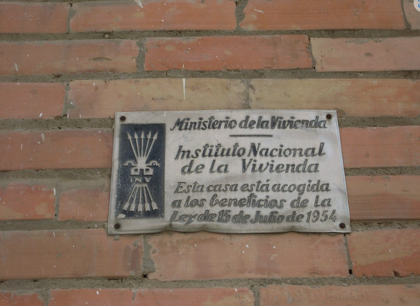 Ministerio de la Vivienda
Instituto Nacional
de la Vivienda
Esta casa está acogida
a los beneficios de La
Ley de 15 de Julio de 1954
INV